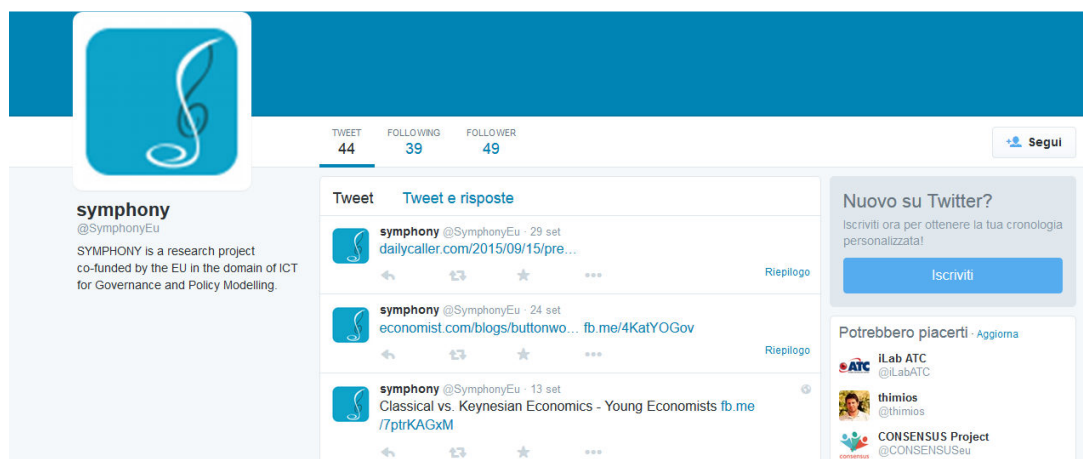 TWEET FOLLOWING FOLLOWER
44 39 49
Segui
symphony
@SymphonyEu
SYMPHONY is a research project
co-funded by the EU in the domain of ICT
for Governance and Policy Modelling.
Tweet Tweet e risposte
symphony @SymphonyEu · 29 set
dailycaller.com/2015/09/15/pre…
Riepilogo
symphony @SymphonyEu · 24 set
economist.com/blogs/buttonwo… fb.me/4KatYOGov
Riepilogo
symphony @SymphonyEu · 13 set
Classical vs. Keynesian Economics - Young Economists fb.me
/7ptrKAGxM
Nuovo su Twitter?
Iscriviti ora per ottenere la tua cronologia
personalizzata!
Iscriviti
Potrebbero piacerti · Aggiorna
ATC
iLab ATC
@iLabATC
thimios
@thimios
CONSENSUS Project
@CONSENSUSeu
consensus